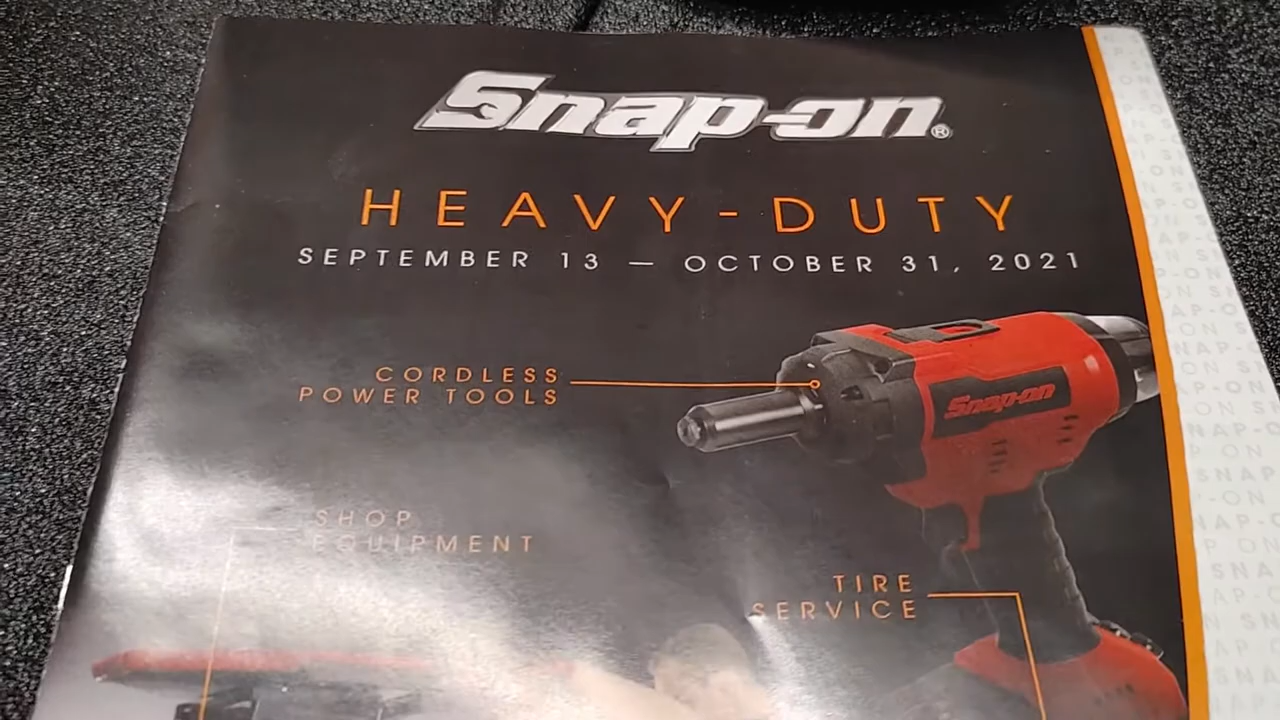 Snap-on®
HEAVY-DUTY
SEPTEMBER 13 — OCTOBER 31, 2021
CORDLESS
POWER TOOLS
Snap-on
SHOP
EQUIPMENT
TIRE
SERVICE